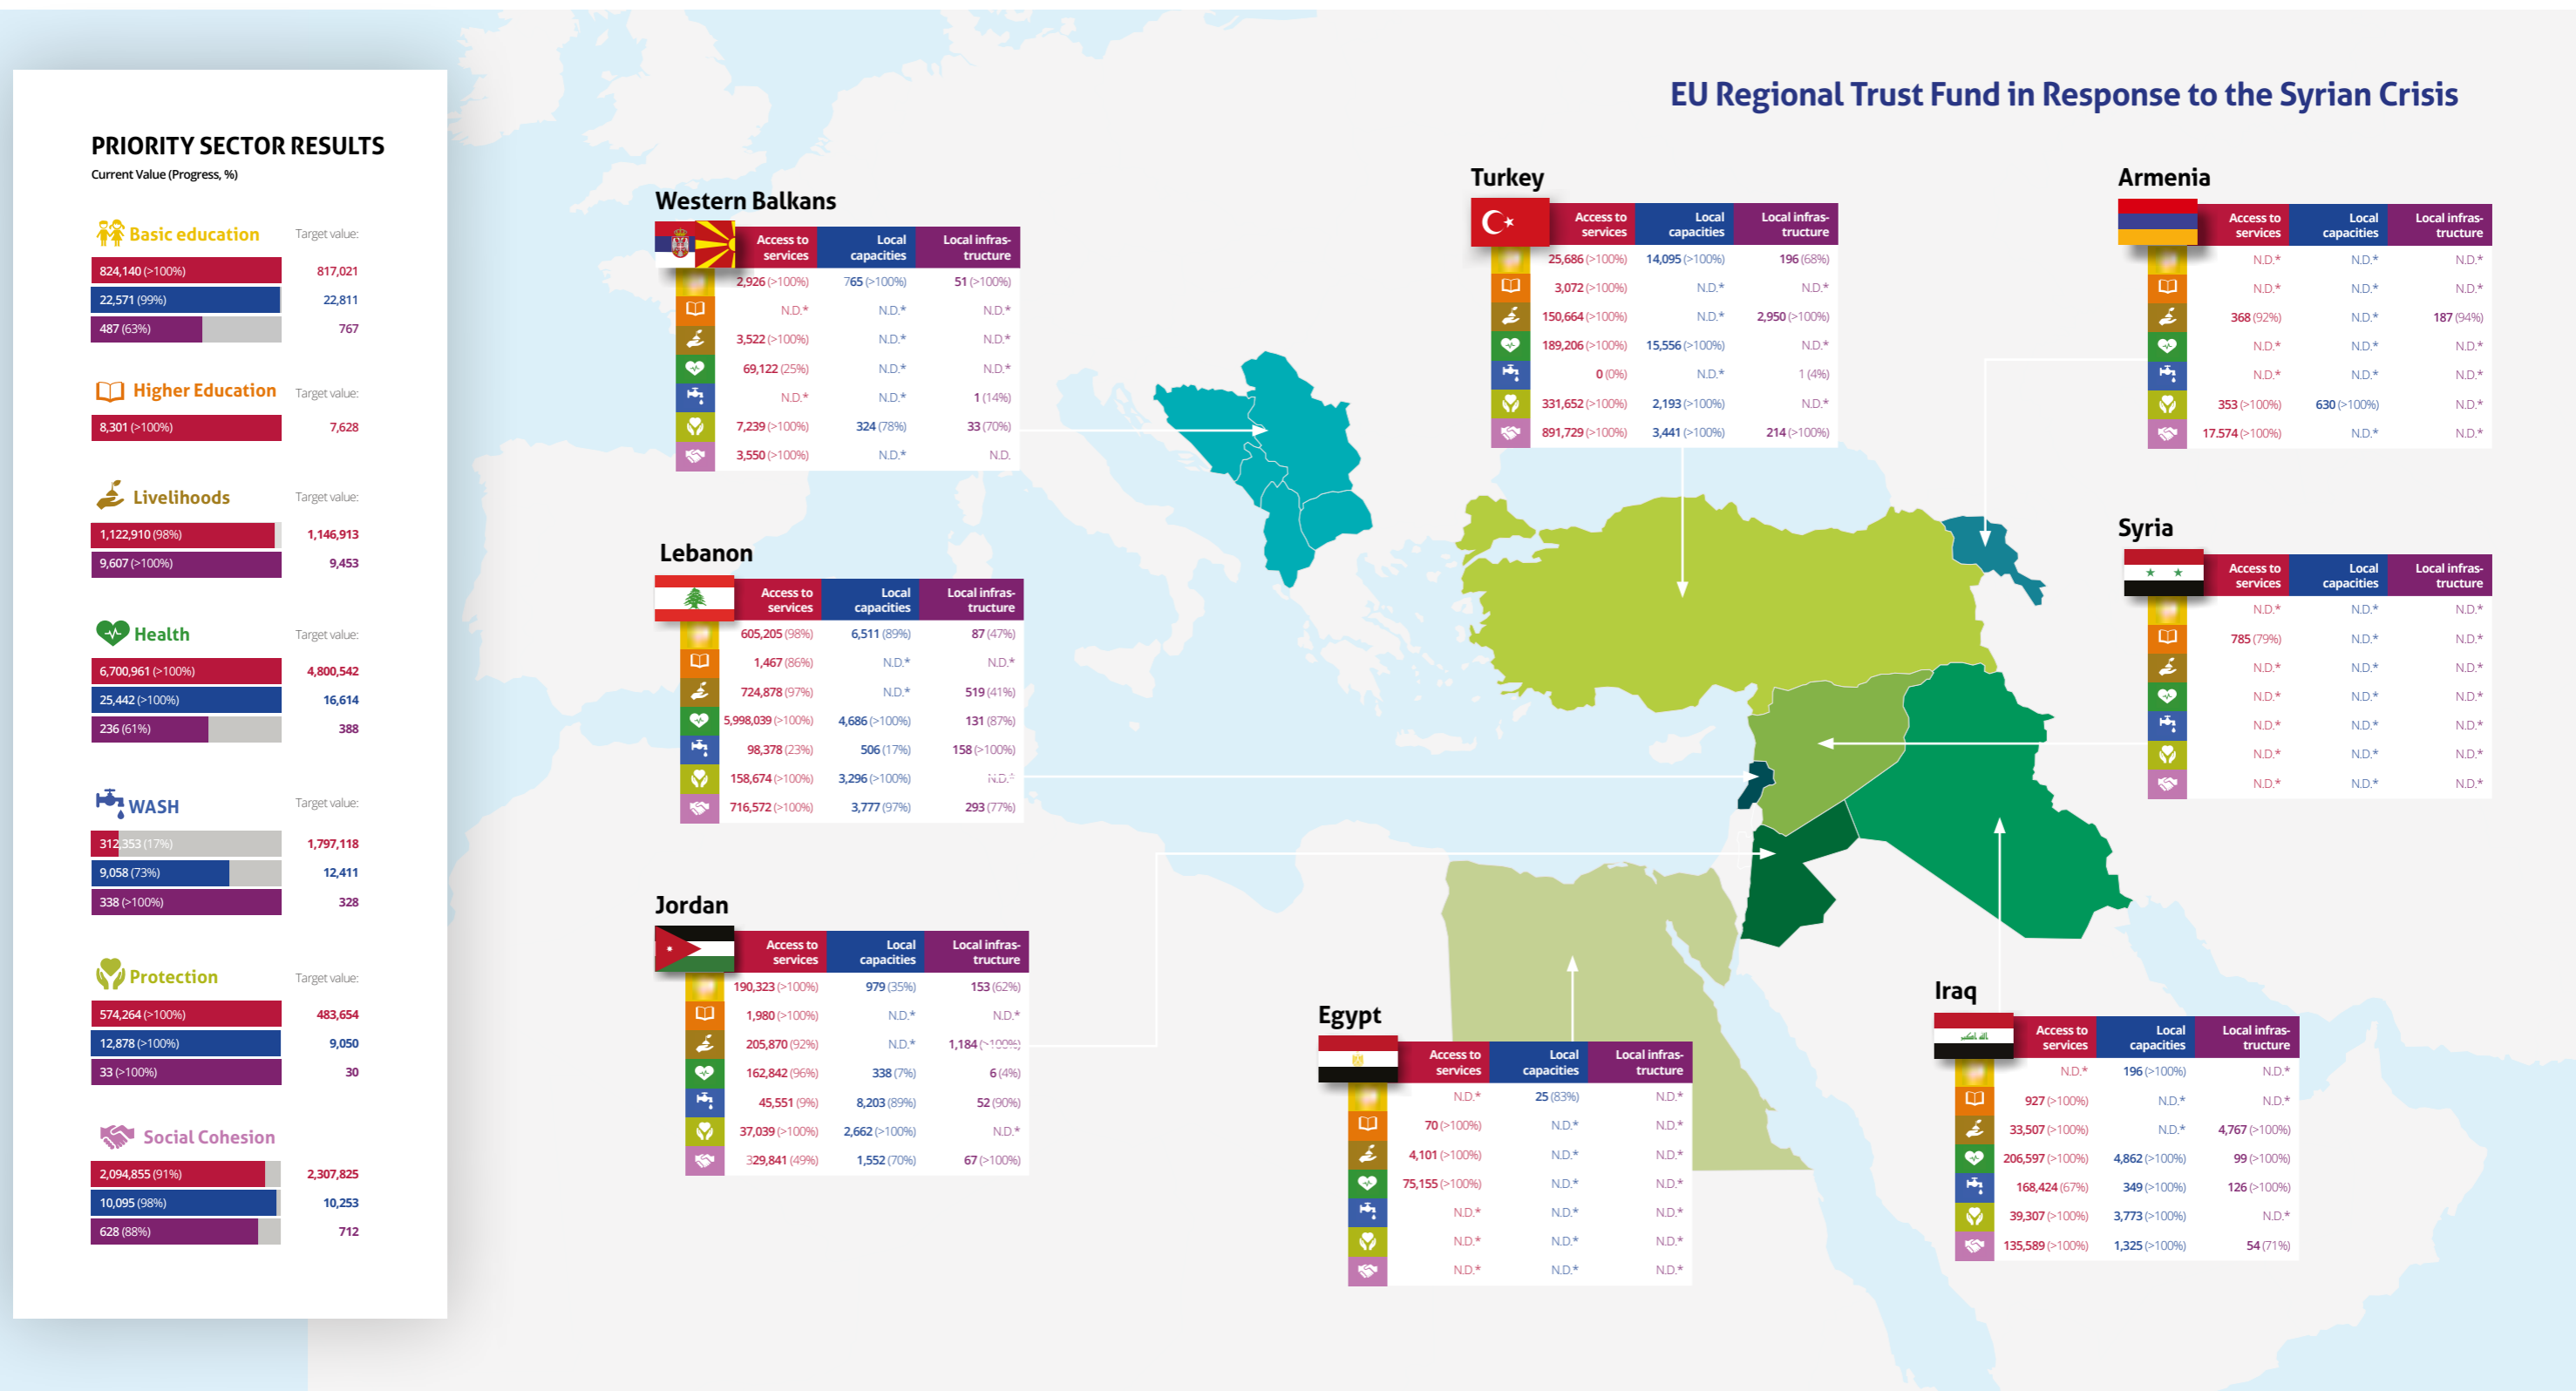 EU Regional Trust Fund in Response to the Syrian Crisis
PRIORITY SECTOR RESULTS
Current Value (Progress, %)
Basic education Target value:
824,140 (>100%) 817,021
22,571 (99%) 22,811
487 (63%) 767
Higher Education Target value:
8,301 (>100%) 7,628
Livelihoods Target value:
1,122,910 (98%) 1,146,913
9,607 (>100%) 9,453
Health Target value:
6,700,961 (>100%) 4,800,542
25,442 (>100%) 16,614
236 (61%) 388
WASH Target value:
312,353 (17%) 1,797,118
9,058 (73%) 12,411
338 (>100%) 328
Protection Target value:
574,264 (>100%) 483,654
12,878 (>100%) 9,050
33 (>100%) 30
Social Cohesion
2,094,855 (91%) 2,307,825
10,095 (98%) 10,253
628 (88%) 712
Western Balkans
Access to Local Local infras-
services capacities tructure
2,926 (>100%) 765 (>100%) 51 (>100%)
N.D.* N.D.* N.D.*
3,522 (>100%) N.D.* N.D.*
69,122 (25%) N.D.* N.D.*
N.D.* N.D.* 1 (14%)
7,239 (>100%) 324 (78%) 33 (70%)
3,550 (>100%) N.D.* N.D.
Lebanon
Access to Local Local infras-
services capacities tructure
605,205 (98%) 6,511 (89%) 87 (47%)
1,467 (86%) N.D.* N.D.*
724,878 (97%) N.D.* 519 (41%)
5,998,039 (>100%) 4,686 (>100%) 131 (87%)
98,378 (23%) 506 (17%) 158 (>100%)
158,674 (>100%) 3,296 (>100%) N.D.*
716,572 (>100%) 3,777 (97%) 293 (77%)
Jordan
Access to Local Local infras-
services capacities tructure
190,323 (>100%) 979 (35%) 153 (62%)
1,980 (>100%) N.D.* N.D.*
205,870 (92%) N.D.* 1,184 (>100%)
162,842 (96%) 338 (7%) 6 (4%)
45,551 (9%) 8,203 (89%) 52 (90%)
37,039 (>100%) 2,662 (>100%) N.D.*
329,841 (49%) 1,552 (70%) 67 (>100%)
Turkey
Access to Local Local infras-
services capacities tructure
25,686 (>100%) 14,095 (>100%) 196 (68%)
3,072 (>100%) N.D.* N.D.*
150,664 (>100%) N.D.* 2,950 (>100%)
189,206 (>100%) 15,556 (>100%) N.D.*
0 (0%) N.D.* 1 (4%)
331,652 (>100%) 2,193 (>100%) N.D.*
891,729 (>100%) 3,441 (>100%) 214 (>100%)
Egypt
Access to Local Local infras-
services capacities tructure
N.D.* 25 (83%) N.D.*
70 (>100%) N.D.* N.D.*
4,101 (>100%) N.D.* N.D.*
75,155 (>100%) N.D.* N.D.*
N.D.* N.D.* N.D.*
N.D.* N.D.* N.D.*
N.D.* N.D.* N.D.*
Armenia
Access to Local Local infras-
services capacities tructure
N.D.* N.D.* N.D.*
N.D.* N.D.* N.D.*
368 (92%) N.D.* 187 (94%)
N.D.* N.D.* N.D.*
N.D.* N.D.* N.D.*
353 (>100%) 630 (>100%) N.D.*
17.574 (>100%) N.D.* N.D.*
Syria
Access to Local Local infras-
services capacities tructure
N.D.* N.D.* N.D.*
785 (79%) N.D.* N.D.*
N.D.* N.D.* N.D.*
N.D.* N.D.* N.D.*
N.D.* N.D.* N.D.*
N.D.* N.D.* N.D.*
N.D.* N.D.* N.D.*
Iraq
الله اكبر
Access to Local Local infras-
services capacities tructure
N.D.* 196 (>100%) N.D.*
927 (>100%) N.D.* N.D.*
33,507 (>100%) N.D.* 4,767 (>100%)
206,597 (>100%) 4,862 (>100%) 99 (>100%)
168,424 (67%) 349 (>100%) 126 (>100%)
39,307 (>100%) 3,773 (>100%) N.D.*
135,589 (>100%) 1,325 (>100%) 54 (71%)